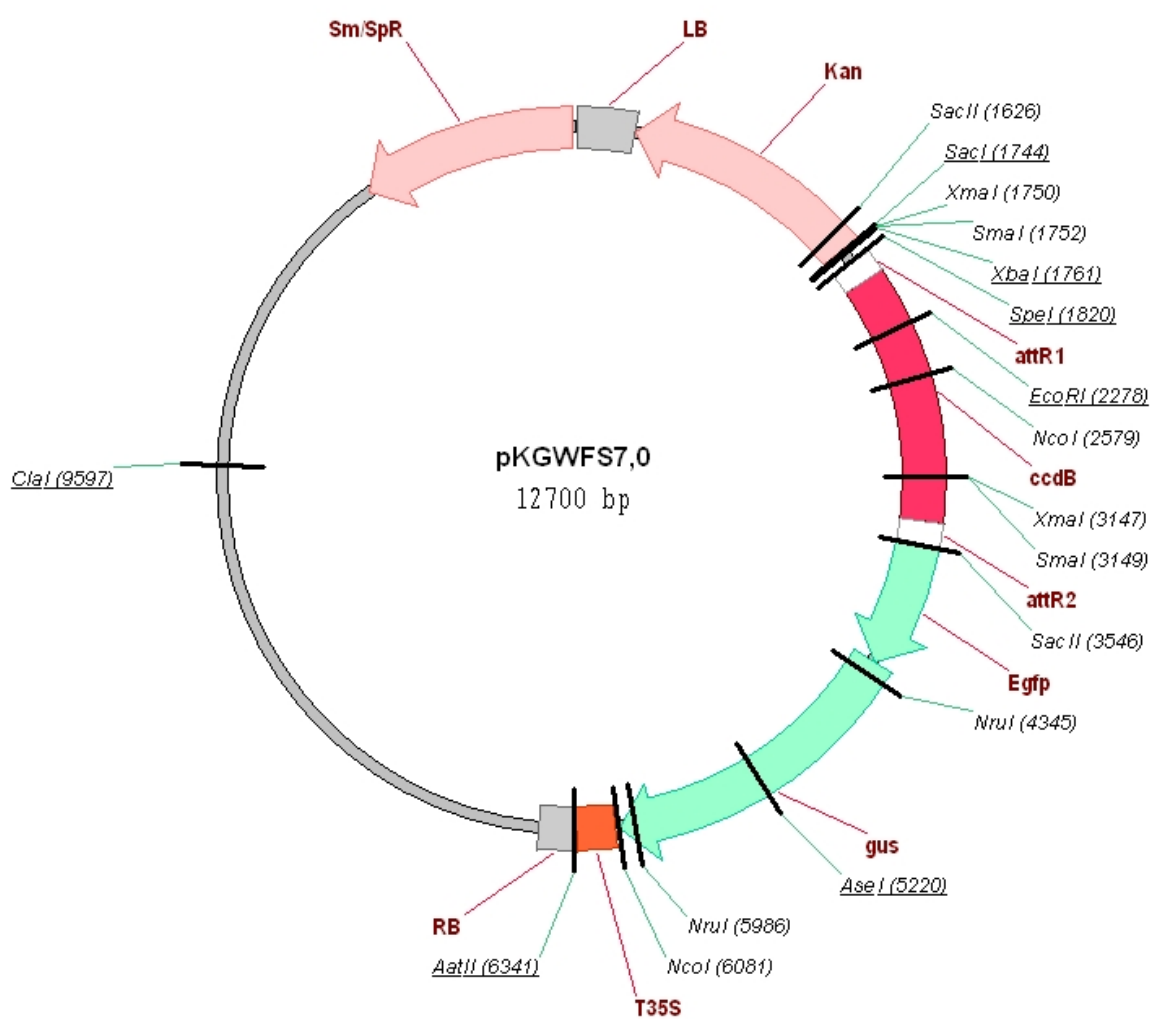 Sm/SpR
LB
Kan
SacII (1626)
SacI (1744)
XmaI (1750)
SmaI (1752)
XbaI (1761)
SpeI (1820)
attR1
EcoRI (2278)
NcoI (2579)
ccdB
XmaI (3147)
SmaI (3149)
attR2
SacII (3546)
Egfp
NruI (4345)
gus
AseI (5220)
NruI (5986)
NcoI (6081)
T35S
RB
AatII (6341)
ClaI (9597)
pKGWFS7,0
12700 bp